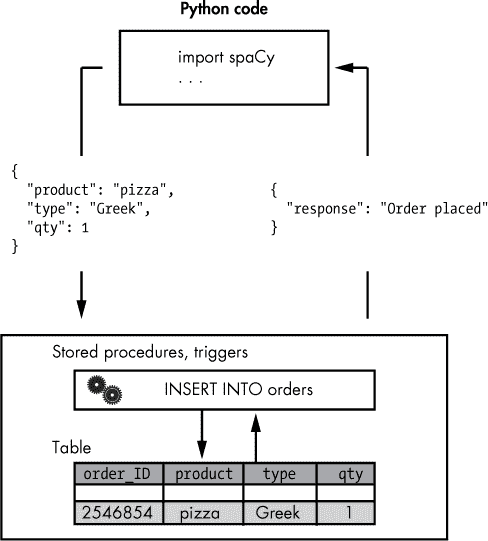 Python code
import spaCy
. . .
{
"product": "pizza",
"type": "Greek",
"qty": 1
}
{
"response": "Order placed"
}
Stored procedures, triggers
INSERT INTO orders
Table
order_ID product type qty
2546854 pizza Greek 1